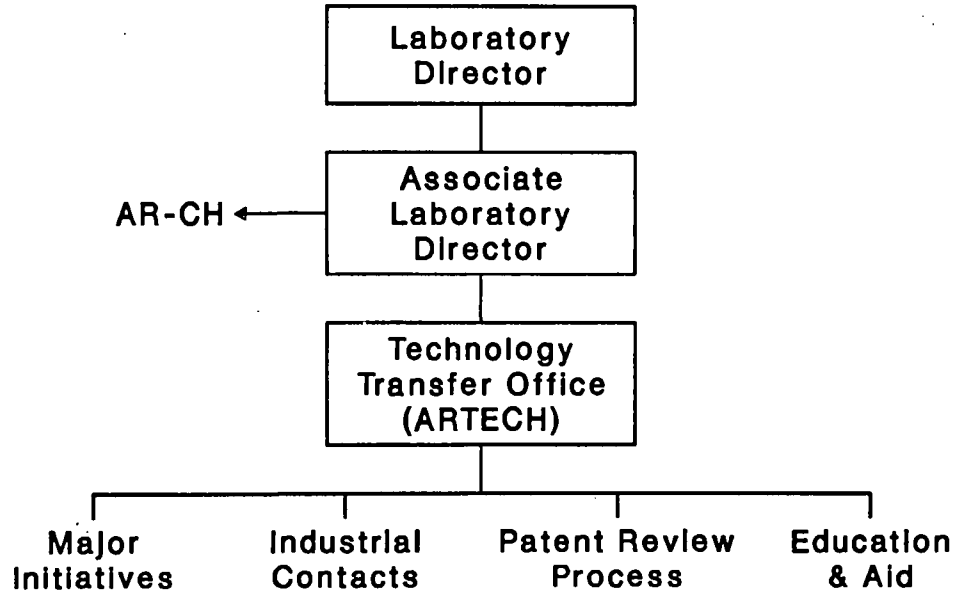 Laboratory
Director
Associate
Laboratory
Director
AR-CH
Technology
Transfer Office
(ARTECH)
Major
Initiatives
Industrial
Contacts
Patent Review
Process
Education
& Aid